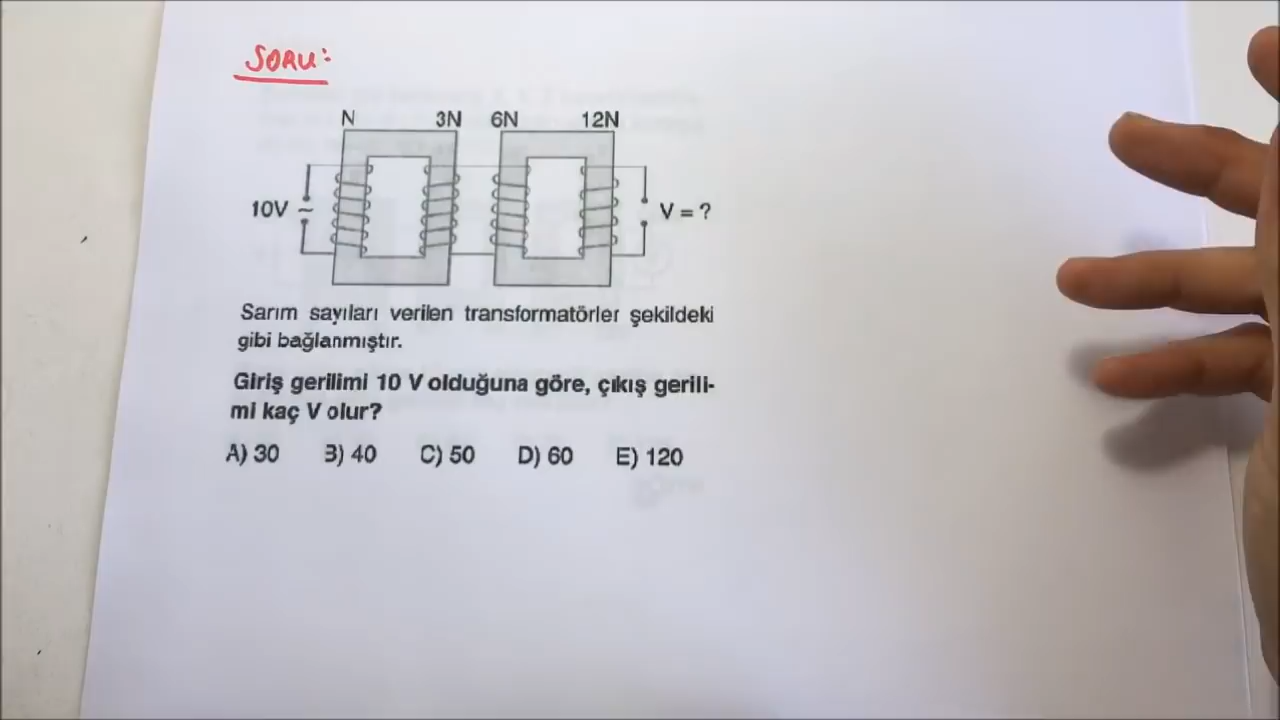 SORU:
N 3N 6N 12N
10V ~ V = ?
Sarım sayıları verilen transformatörler şekildeki
gibi bağlanmıştır.
Giriş gerilimi 10 V olduğuna göre, çıkış gerili-
mi kaç V olur?
A) 30 B) 40 C) 50 D) 60 E) 120